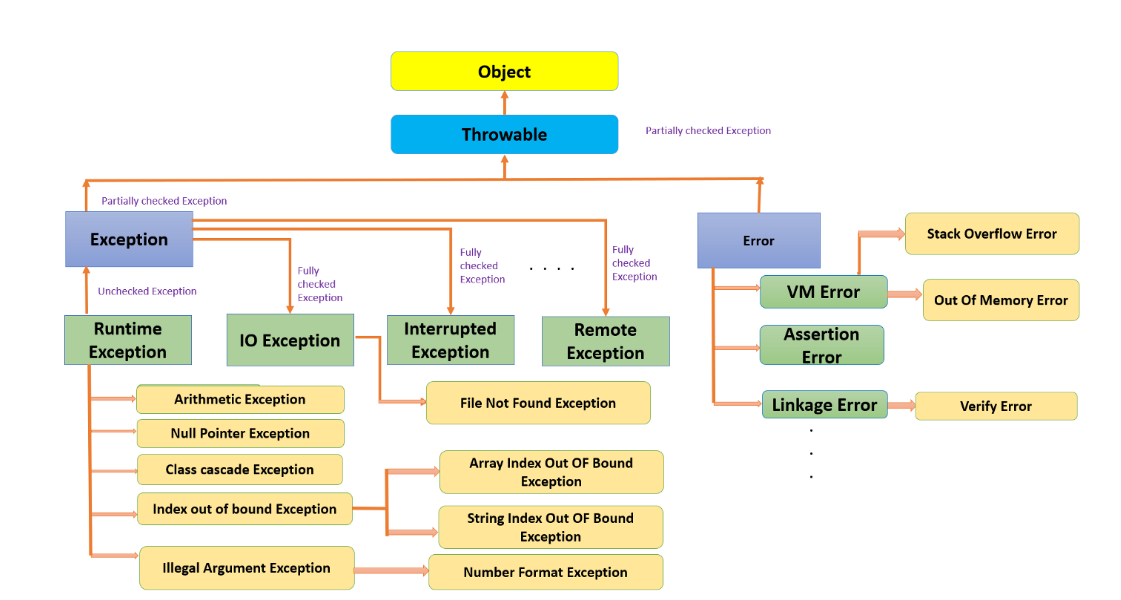 Object
Throwable
Partially checked Exception
Partially checked Exception
Exception
Error
Stack Overflow Error
Fully
checked
Exception
Fully
checked
Exception
Fully
checked
Exception
. . . .
Unchecked Exception
VM Error
Out Of Memory Error
Runtime
Exception
IO Exception
Interrupted
Exception
Remote
Exception
Assertion
Error
Arithmetic Exception
File Not Found Exception
Linkage Error
Verify Error
.
.
.
Null Pointer Exception
Class cascade Exception
Array Index Out OF Bound
Exception
Index out of bound Exception
String Index Out OF Bound
Exception
Illegal Argument Exception
Number Format Exception